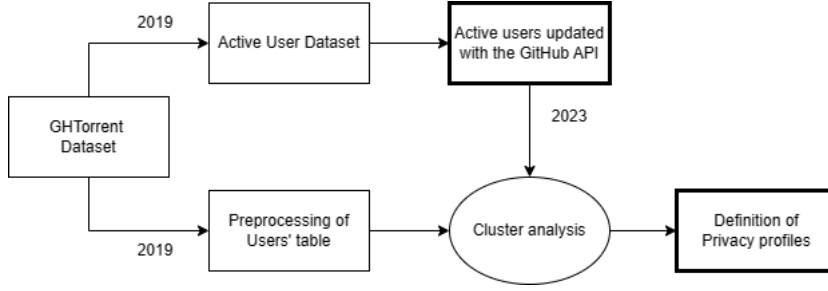 2019
Active User Dataset
Active users updated
with the GitHub API
GHTorrent
Dataset
2023
2019
Preprocessing of
Users' table
Cluster analysis
Definition of
Privacy profiles